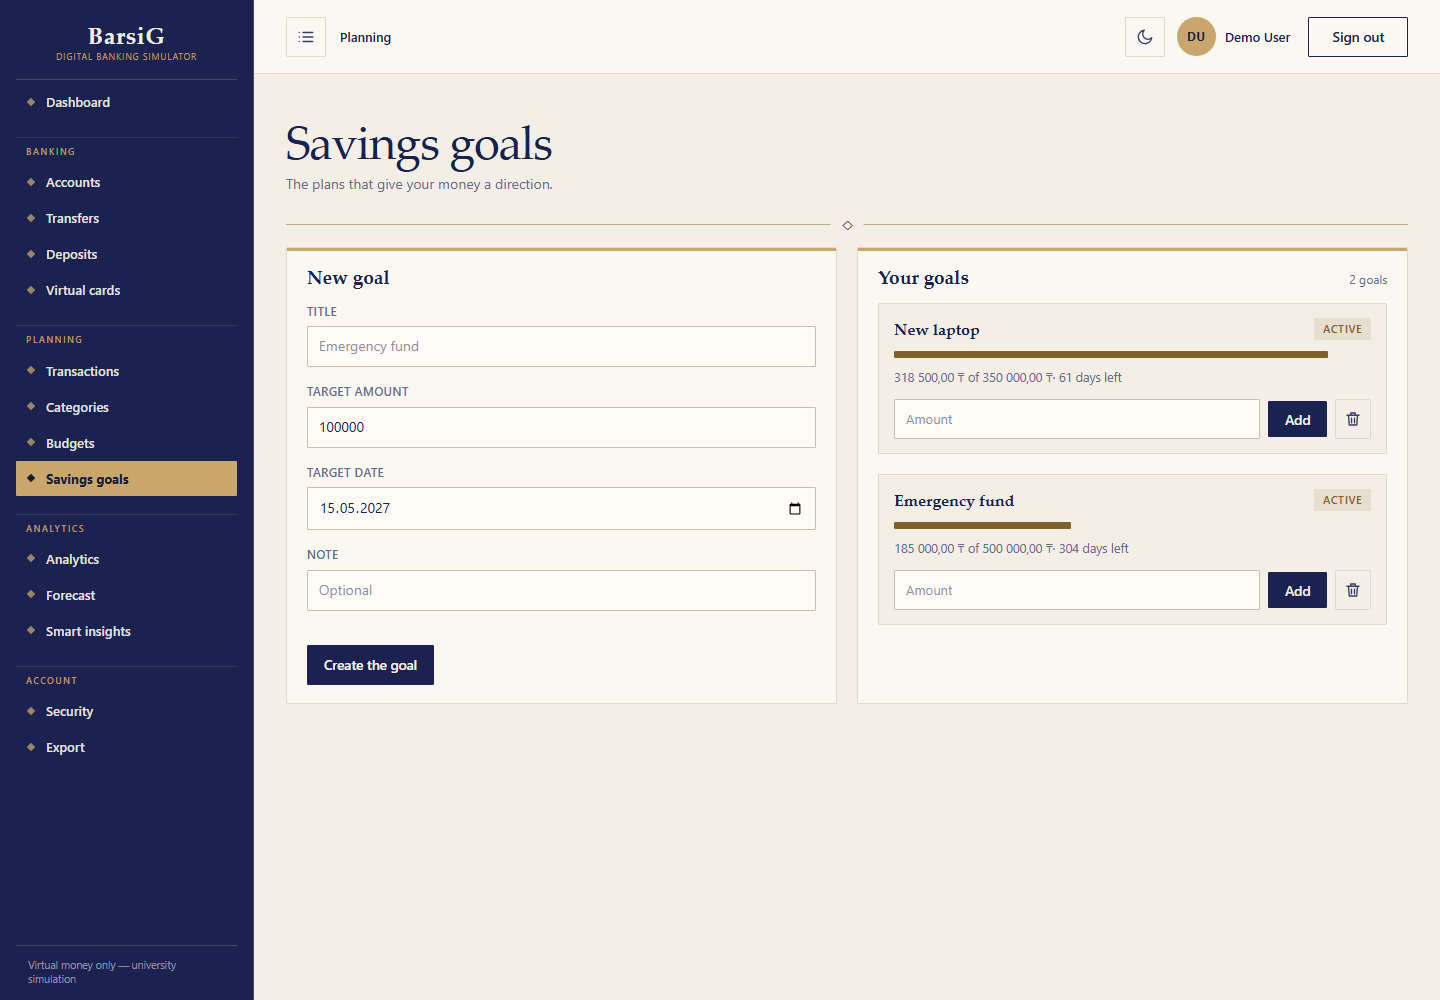 BarsiG
DIGITAL BANKING SIMULATOR
Dashboard
BANKING
Accounts
Transfers
Deposits
Virtual cards
PLANNING
Transactions
Categories
Budgets
Savings goals
ANALYTICS
Analytics
Forecast
Smart insights
ACCOUNT
Security
Export
Virtual money only — university
simulation
Planning
DU
Demo User
Sign out
Savings goals
The plans that give your money a direction.
New goal
TITLE
Emergency fund
TARGET AMOUNT
100000
TARGET DATE
15.05.2027
NOTE
Optional
Create the goal
Your goals
2 goals
New laptop
ACTIVE
318 500,00 ₸ of 350 000,00 ₸· 61 days left
Amount
Add
Emergency fund
ACTIVE
185 000,00 ₸ of 500 000,00 ₸· 304 days left
Amount
Add